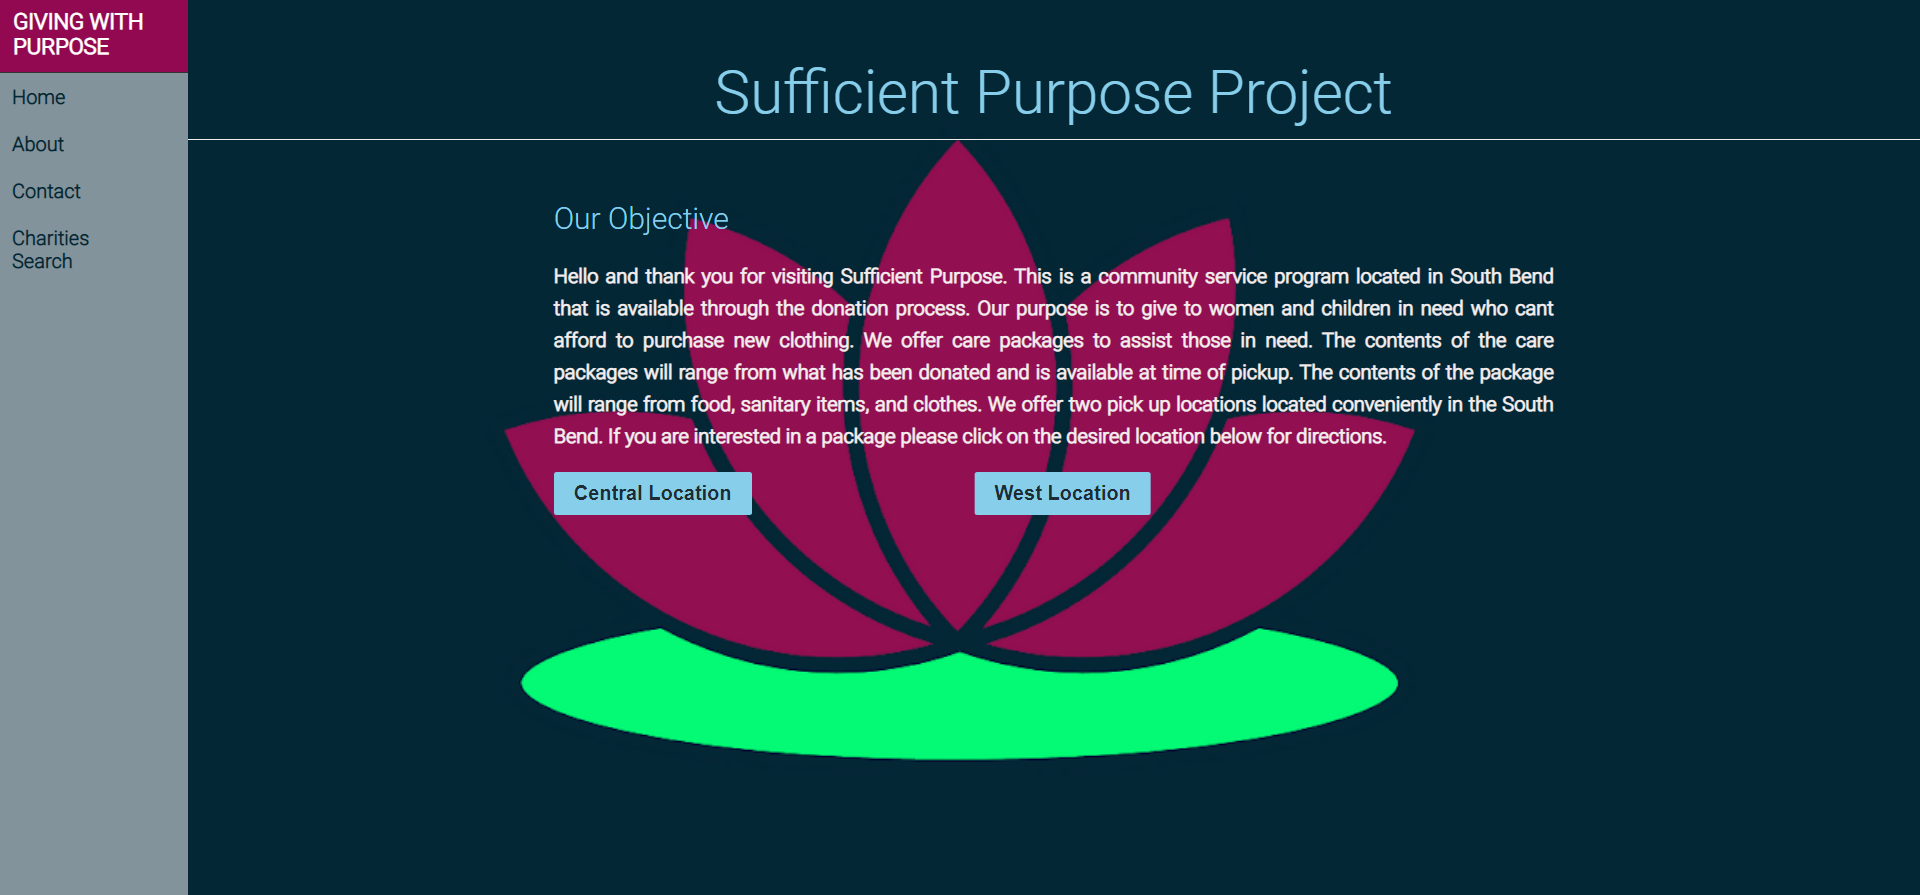 GIVING WITH
PURPOSE
Home
About
Contact
Charities
Search
Sufficient Purpose Project
Our Objective
Hello and thank you for visiting Sufficient Purpose. This is a community service program located in South Bend
that is available through the donation process. Our purpose is to give to women and children in need who cant
afford to purchase new clothing. We offer care packages to assist those in need. The contents of the care
packages will range from what has been donated and is available at time of pickup. The contents of the package
will range from food, sanitary items, and clothes. We offer two pick up locations located conveniently in the South
Bend. If you are interested in a package please click on the desired location below for directions.
Central Location
West Location